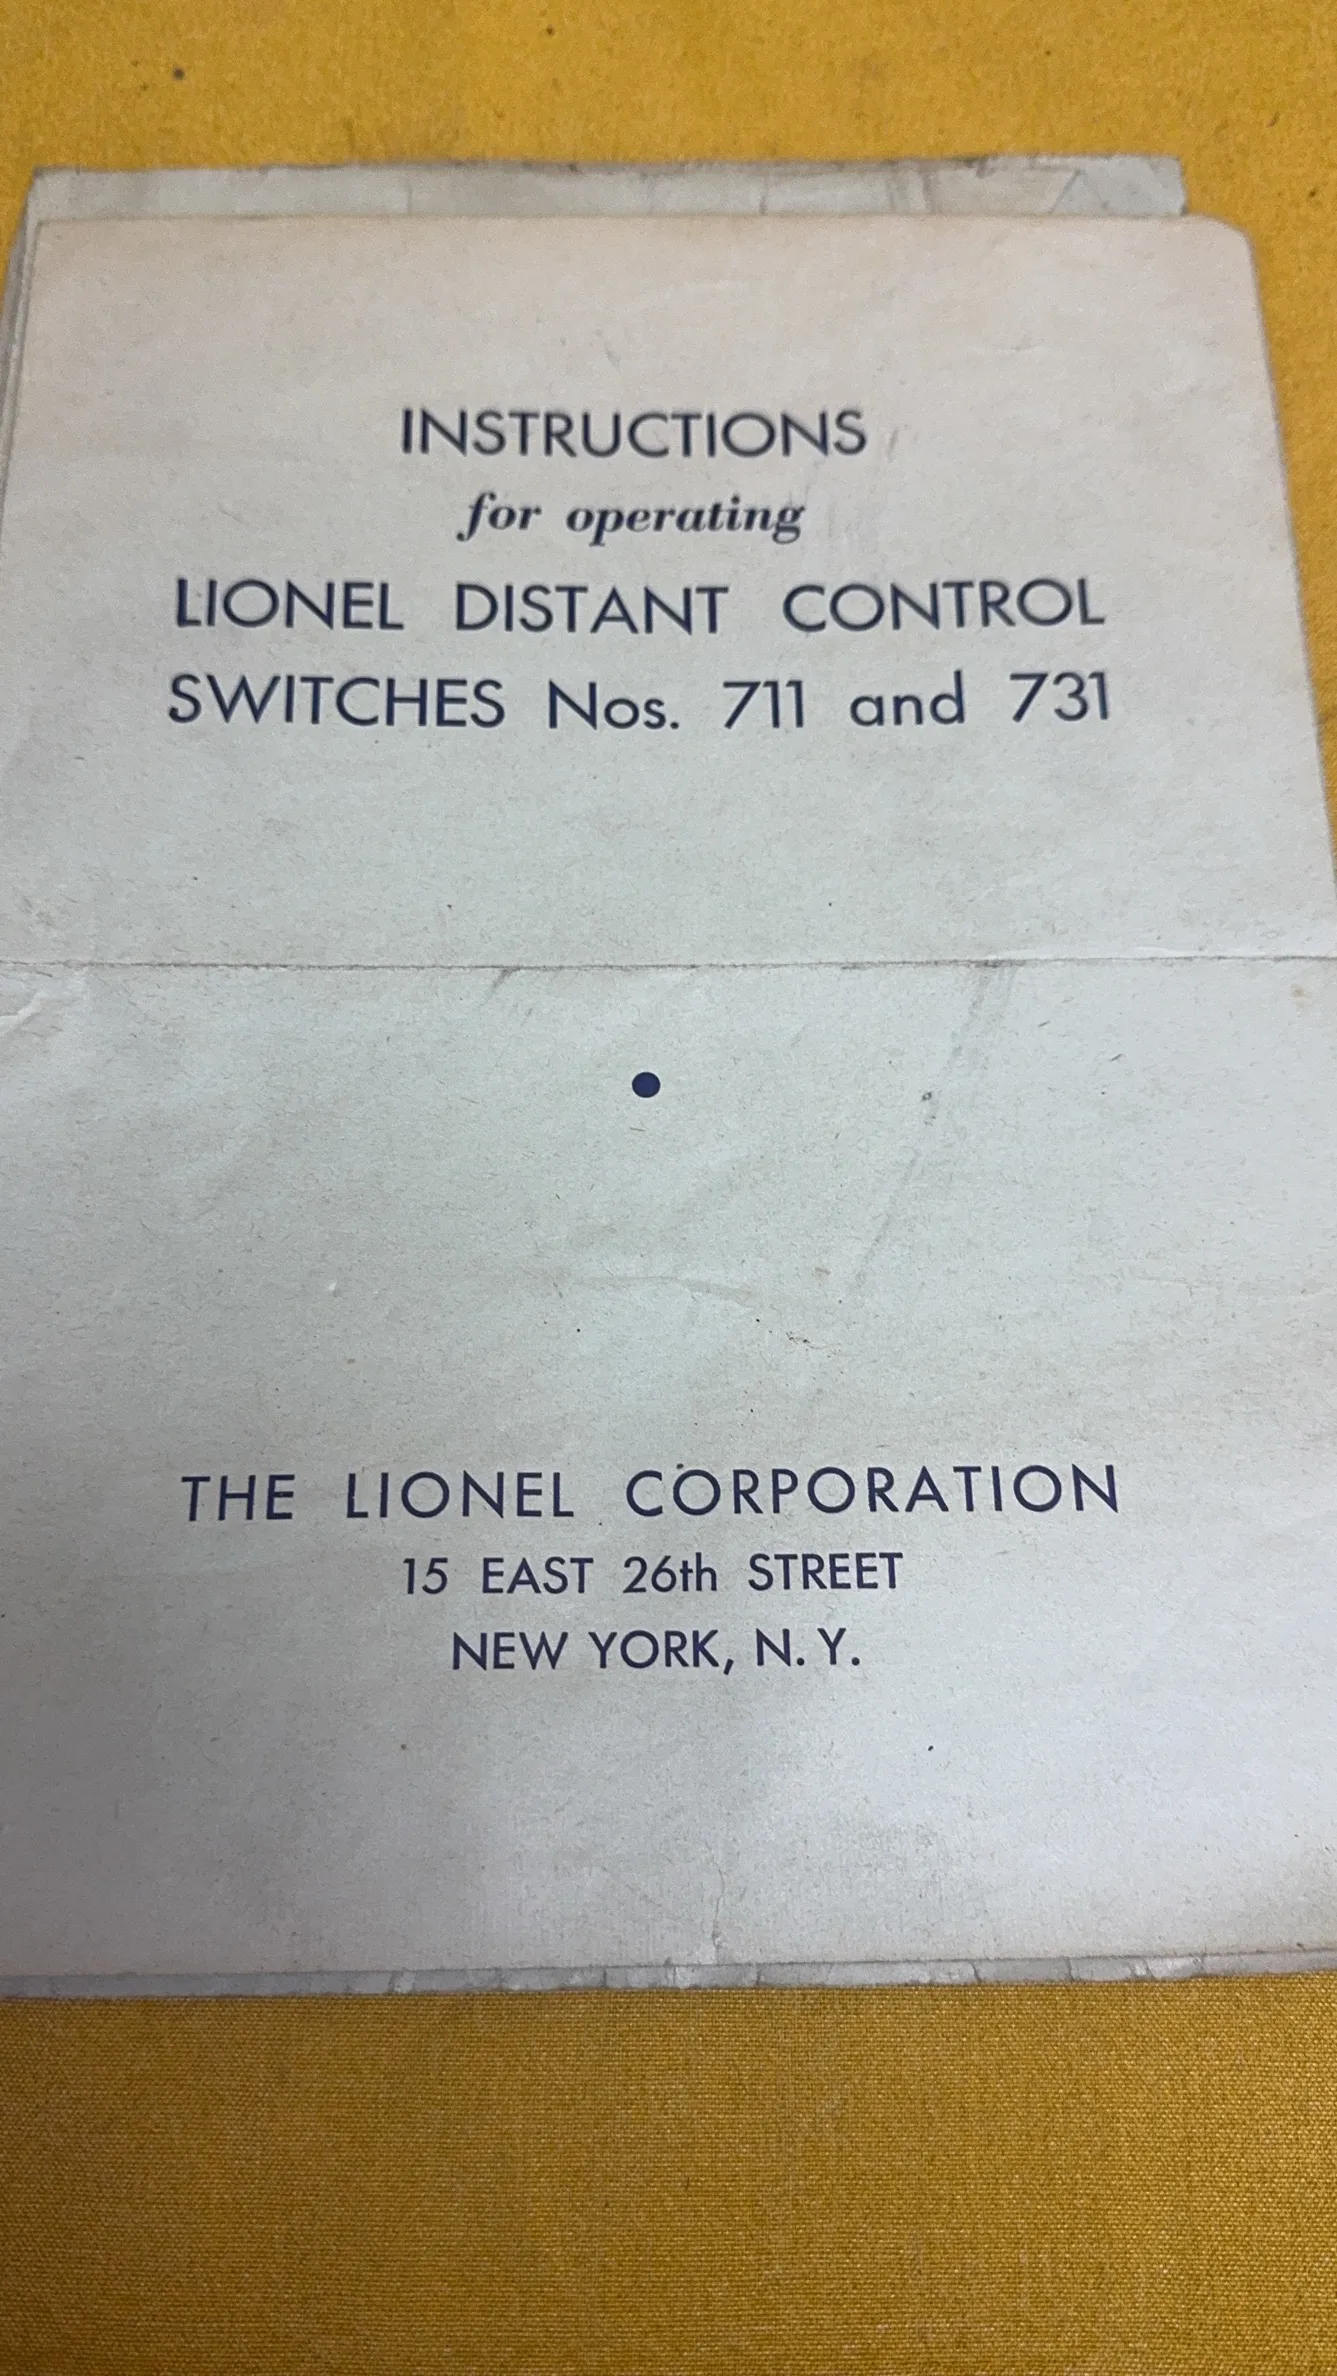 INSTRUCTIONS
for operating
LIONEL DISTANT CONTROL
SWITCHES Nos. 711 and 731
THE LIONEL CORPORATION
15 EAST 26th STREET
NEW YORK, N. Y.